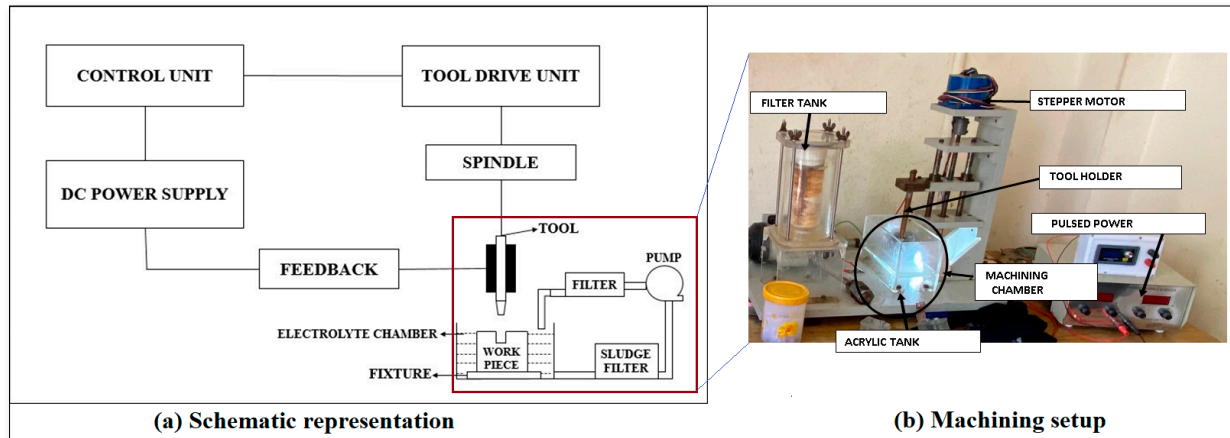 CONTROL UNIT
TOOL DRIVE UNIT
DC POWER SUPPLY
SPINDLE
TOOL
FEEDBACK
PUMP
FILTER
ELECTROLYTE CHAMBER
WORK
PIECE
SLUDGE
FILTER
FIXTURE
(a) Schematic representation
FILTER TANK
STEPPER MOTOR
TOOL HOLDER
PULSED POWER
MACHINING
CHAMBER
ACRYLIC TANK
(b) Machining setup